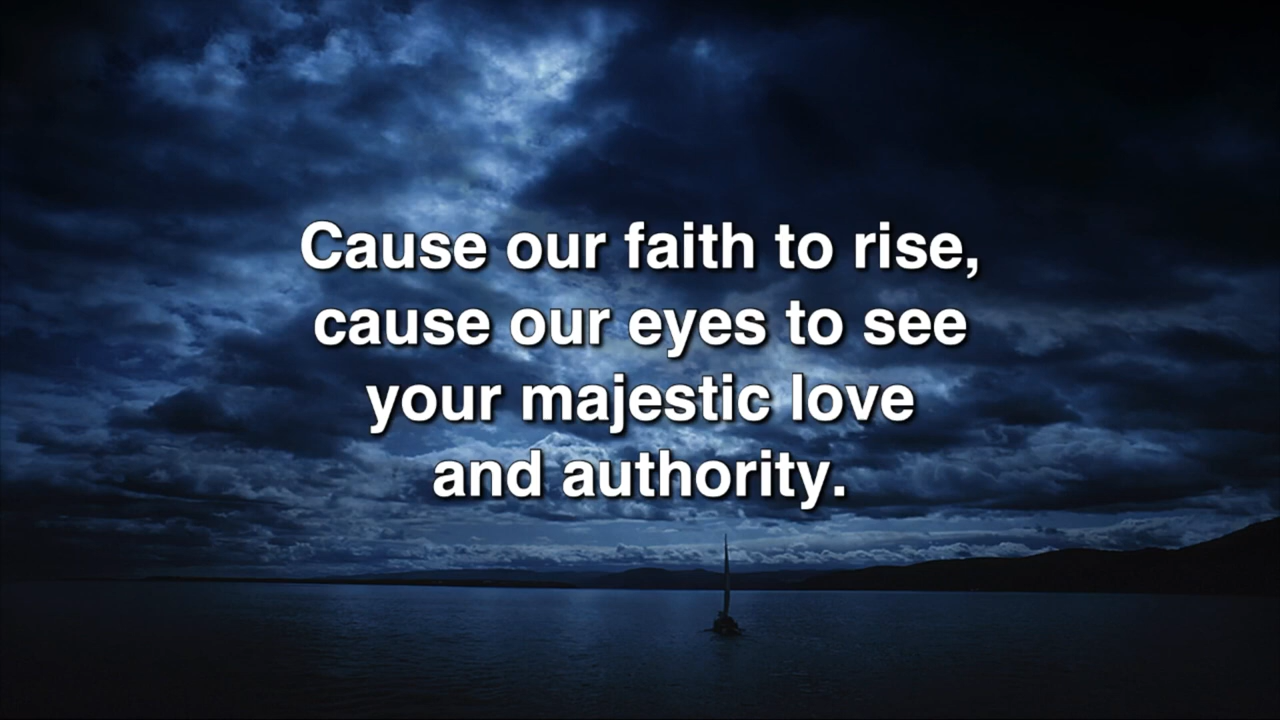 Cause our faith to rise,
cause our eyes to see
your majestic love
and authority.